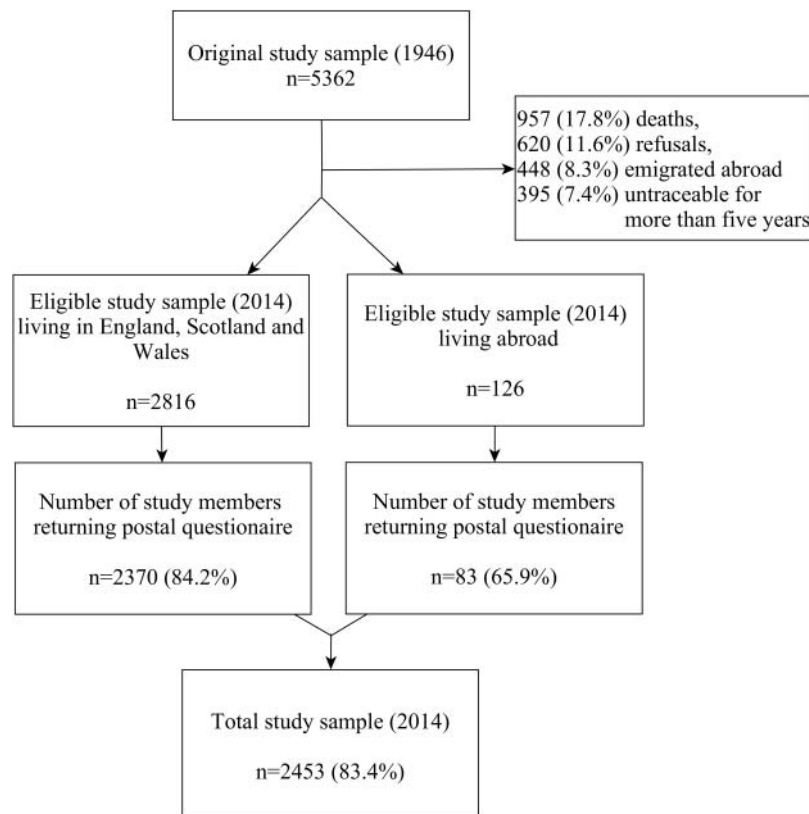 Original study sample (1946)
n=5362
957 (17.8%) deaths,
620 (11.6%) refusals,
448 (8.3%) emigrated abroad
395 (7.4%) untraceable for
more than five years
Eligible study sample (2014)
living in England, Scotland and
Wales
n=2816
Eligible study sample (2014)
living abroad
n=126
Number of study members
returning postal questionaire
n=2370 (84.2%)
Number of study members
returning postal questionaire
n=83 (65.9%)
Total study sample (2014)
n=2453 (83.4%)